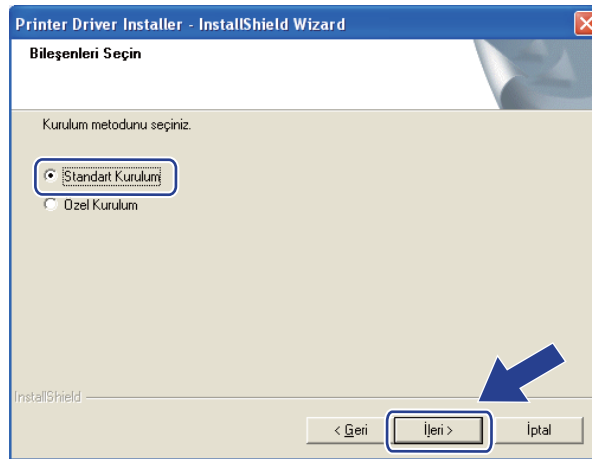 Printer Driver Installer - InstallShield Wizard
Bileşenleri Seçin
Kurulum metodunu seçiniz.
Standart Kurulum
Özel Kurulum
InstallShield
< Geri İleri > İptal